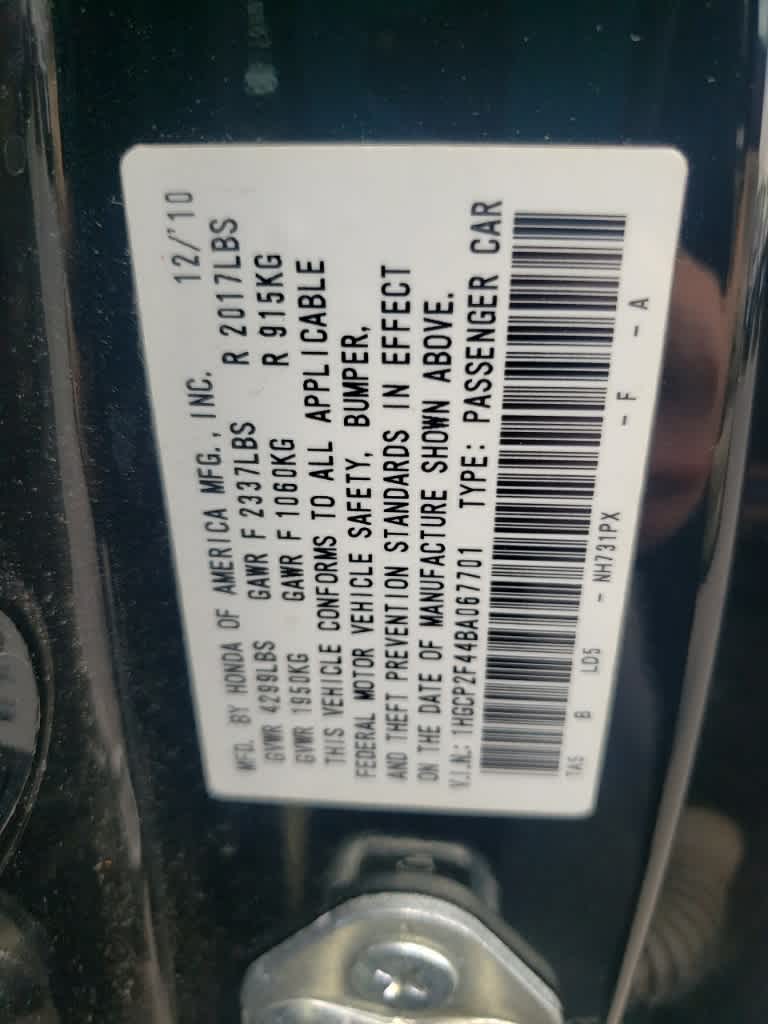 MFD. BY HONDA OF AMERICA MFG., INC. 12/'10
GVWR 4299LBS GAWR F 2337LBS R 2017LBS
GVWR 1950KG GAWR F 1060KG R 915KG
THIS VEHICLE CONFORMS TO ALL APPLICABLE
FEDERAL MOTOR VEHICLE SAFETY, BUMPER,
AND THEFT PREVENTION STANDARDS IN EFFECT
ON THE DATE OF MANUFACTURE SHOWN ABOVE.
V.I.N.: 1HGCP2F44BA067701 TYPE: PASSENGER CAR
TA5 B LD5 - NH731PX - F - A